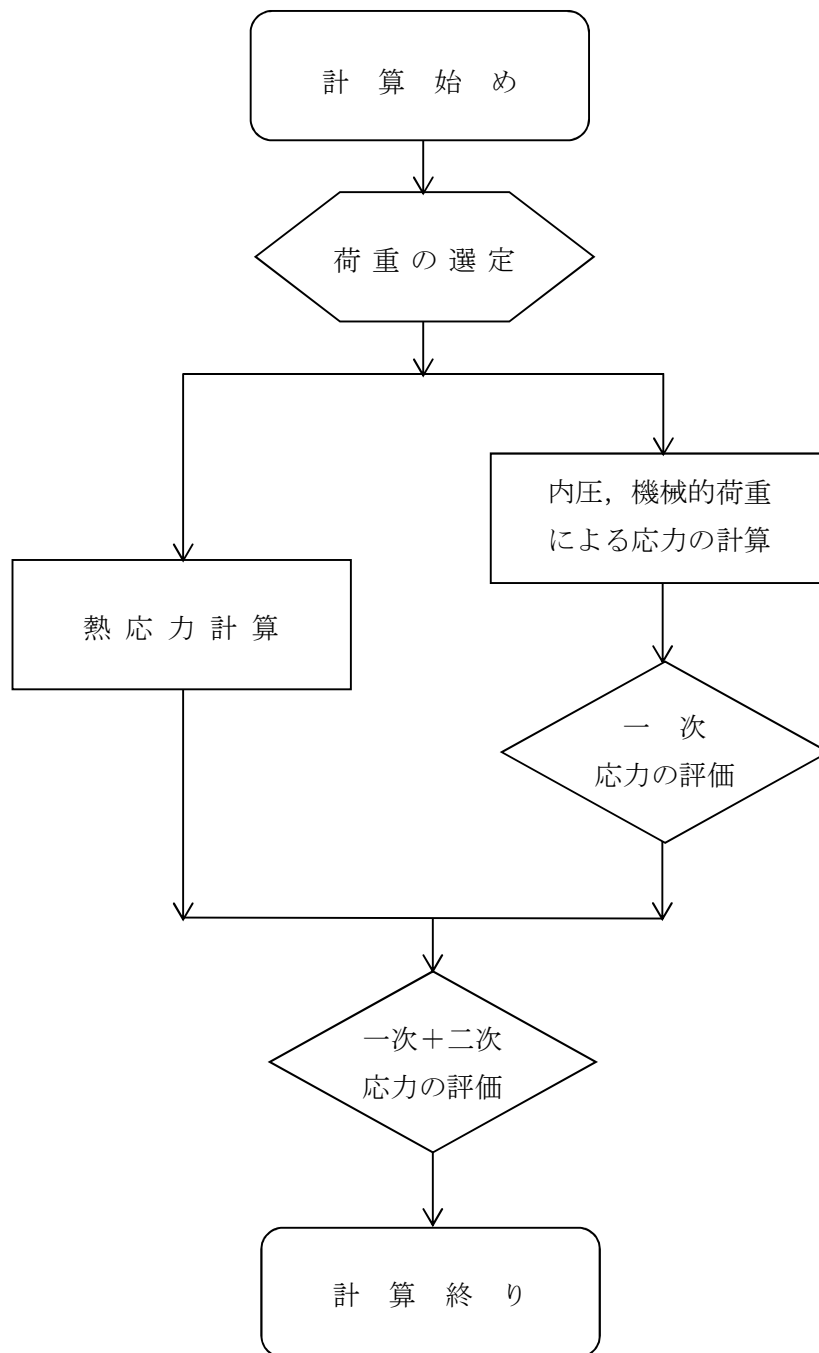 計算始め
荷重の選定
内圧，機械的荷重
による応力の計算
熱応力計算
一次
応力の評価
一次＋二次
応力の評価
計算終り